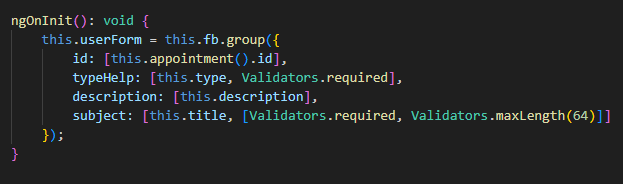 ngOnInit(): void {
    this.userForm = this.fb.group({
        id: [this.appointment().id],
        typeHelp: [this.type, Validators.required],
        description: [this.description],
        subject: [this.title, [Validators.required, Validators.maxLength(64)]]
    });
}